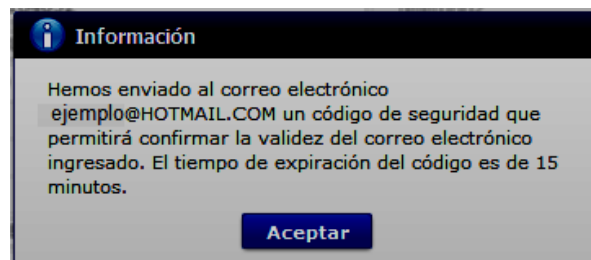 Información
Hemos enviado al correo electrónico
ejemplo@HOTMAIL.COM un código de seguridad que
permitirá confirmar la validez del correo electrónico
ingresado. El tiempo de expiración del código es de 15
minutos.
Aceptar